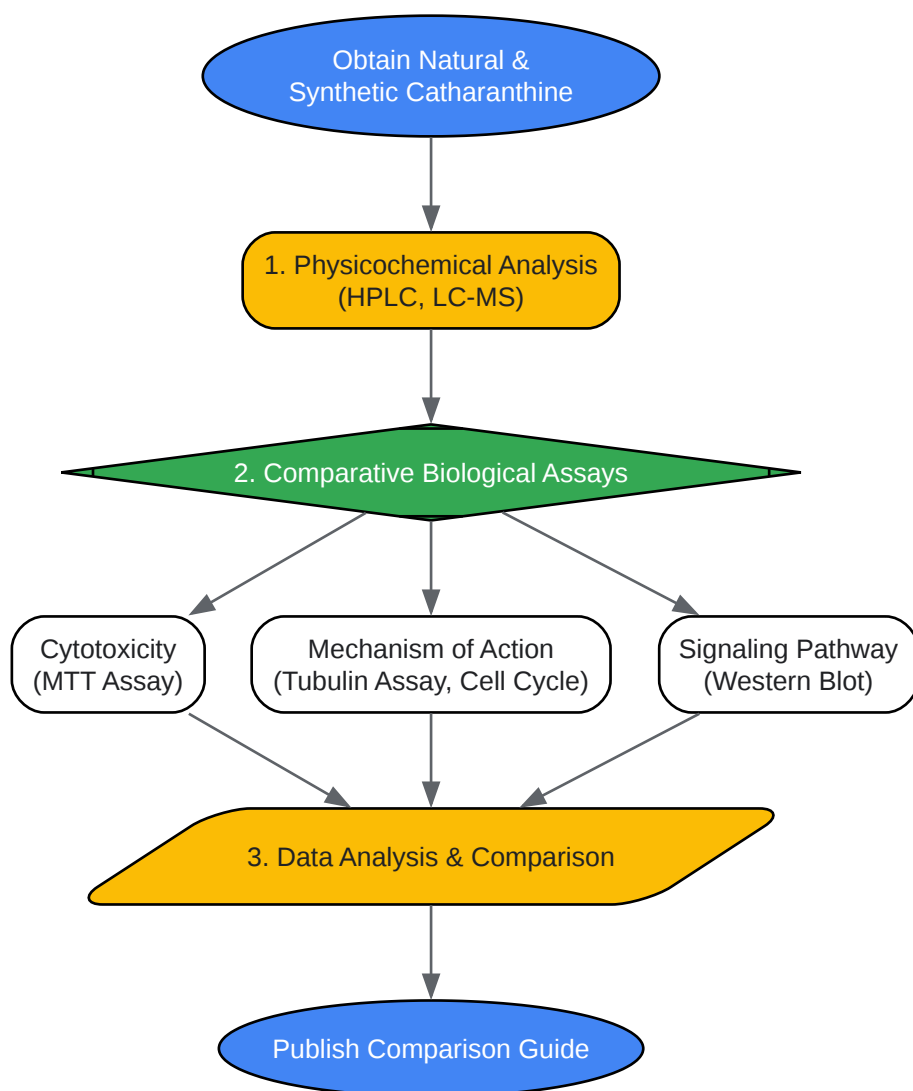 Obtain Natural &
Synthetic Catharanthine
1. Physicochemical Analysis
(HPLC, LC-MS)
2. Comparative Biological Assays
Cytotoxicity
(MTT Assay)
Mechanism of Action
(Tubulin Assay, Cell Cycle)
Signaling Pathway
(Western Blot)
3. Data Analysis & Comparison
Publish Comparison Guide